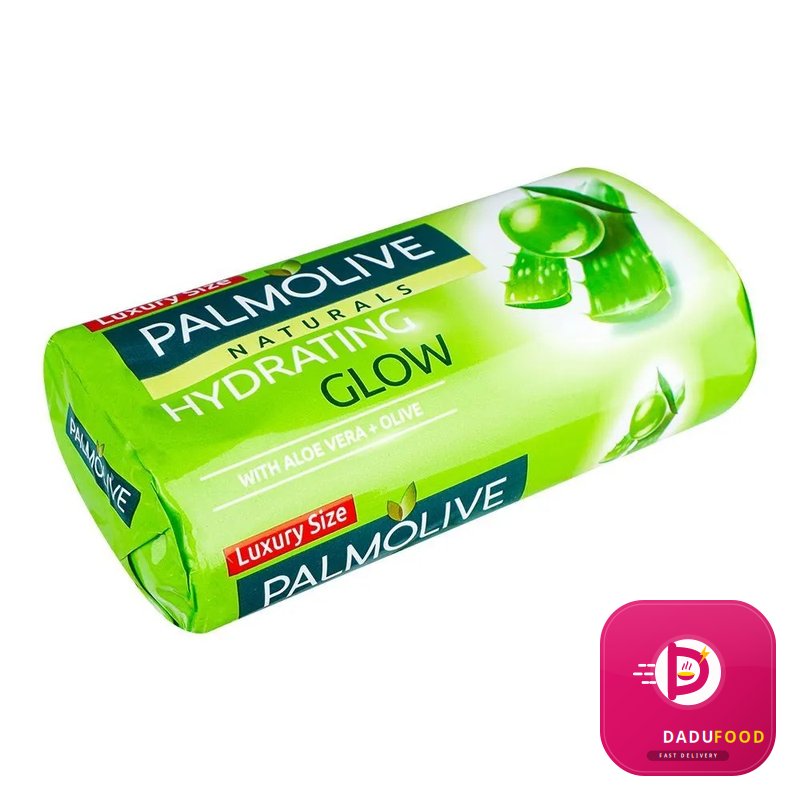 Luxury Size
PALMOLIVE
NATURALS
HYDRATING
GLOW
WITH ALOE VERA + OLIVE
PALMOLIVE
Luxury Size
PALMOLIVE
DADUFOOD
FAST DELIVERY